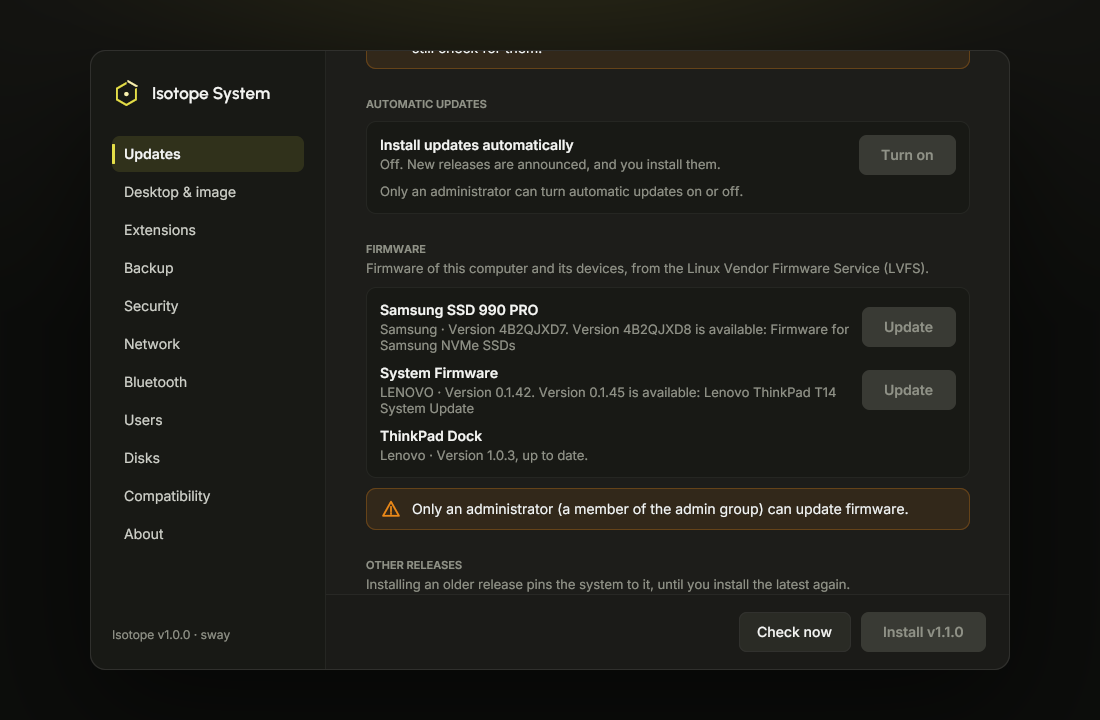 still check for them.
Isotope System
AUTOMATIC UPDATES
Install updates automatically
Off. New releases are announced, and you install them.
Only an administrator can turn automatic updates on or off.
Turn on
Updates
Desktop & image
Extensions
Backup
Security
Network
Bluetooth
Users
Disks
Compatibility
About
Isotope v1.0.0 · sway
FIRMWARE
Firmware of this computer and its devices, from the Linux Vendor Firmware Service (LVFS).
Samsung SSD 990 PRO
Samsung · Version 4B2QJXD7. Version 4B2QJXD8 is available: Firmware for
Samsung NVMe SSDs
Update
System Firmware
LENOVO · Version 0.1.42. Version 0.1.45 is available: Lenovo ThinkPad T14
System Update
Update
ThinkPad Dock
Lenovo · Version 1.0.3, up to date.
Only an administrator (a member of the admin group) can update firmware.
OTHER RELEASES
Installing an older release pins the system to it, until you install the latest again.
Check now
Install v1.1.0